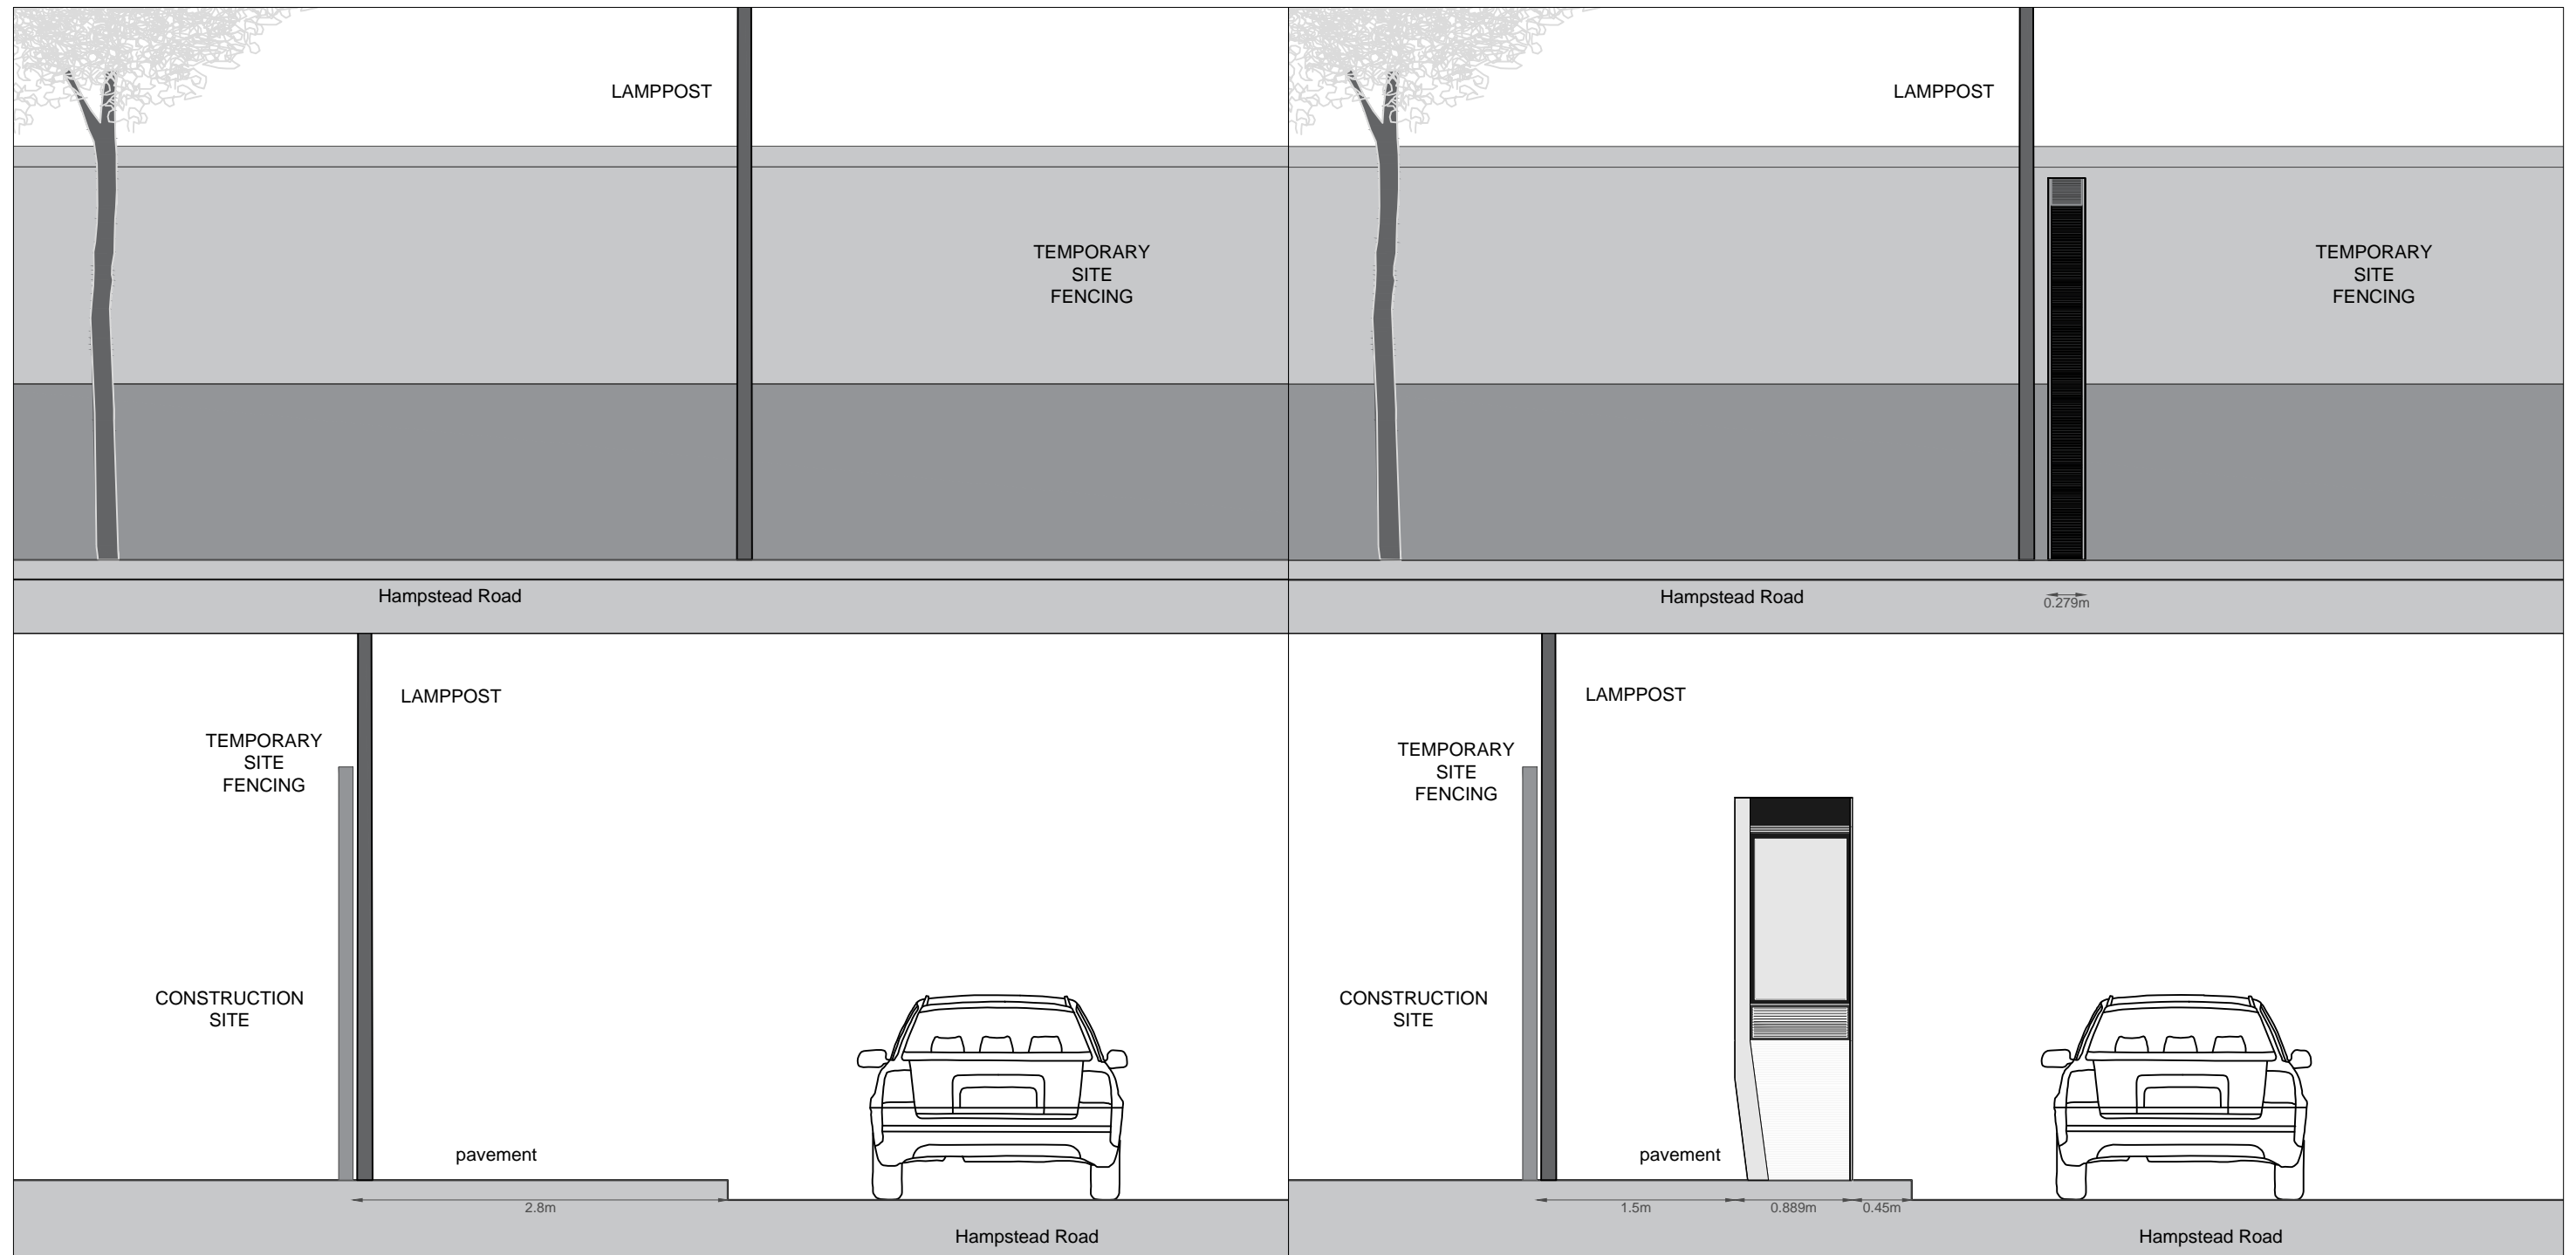 LAMPPOST
TEMPORARY
SITE
FENCING
Hampstead Road
LAMPPOST
TEMPORARY
SITE
FENCING
Hampstead Road
0.279m
LAMPPOST
TEMPORARY
SITE
FENCING
CONSTRUCTION
SITE
pavement
2.8m
Hampstead Road
LAMPPOST
TEMPORARY
SITE
FENCING
CONSTRUCTION
SITE
pavement
1.5m
0.889m
0.45m
Hampstead Road